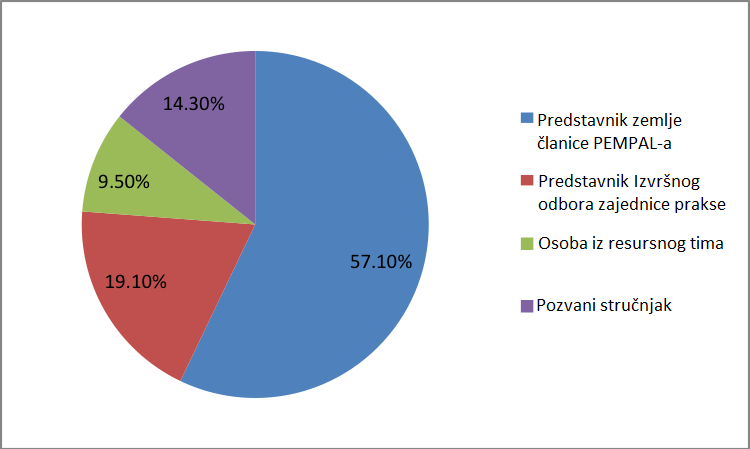 14.30%
9.50%
19.10%
57.10%
Predstavnik zemlje
članice PEMPAL-a
Predstavnik Izvršnog
odbora zajednice prakse
Osoba iz resursnog tima
Pozvani stručnjak